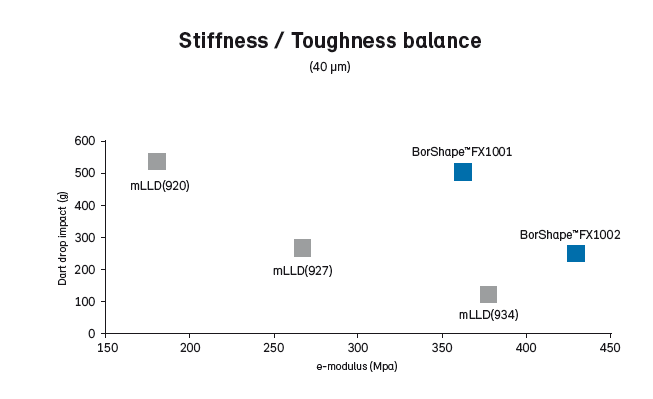 Stiffness / Toughness balance
(40 µm)
Dart drop impact (g)
600
500
400
300
200
100
0
mLLD(920)
mLLD(927)
BorShape™FX1001
BorShape™FX1002
mLLD(934)
150 200 250 300 350 400 450
e-modulus (Mpa)